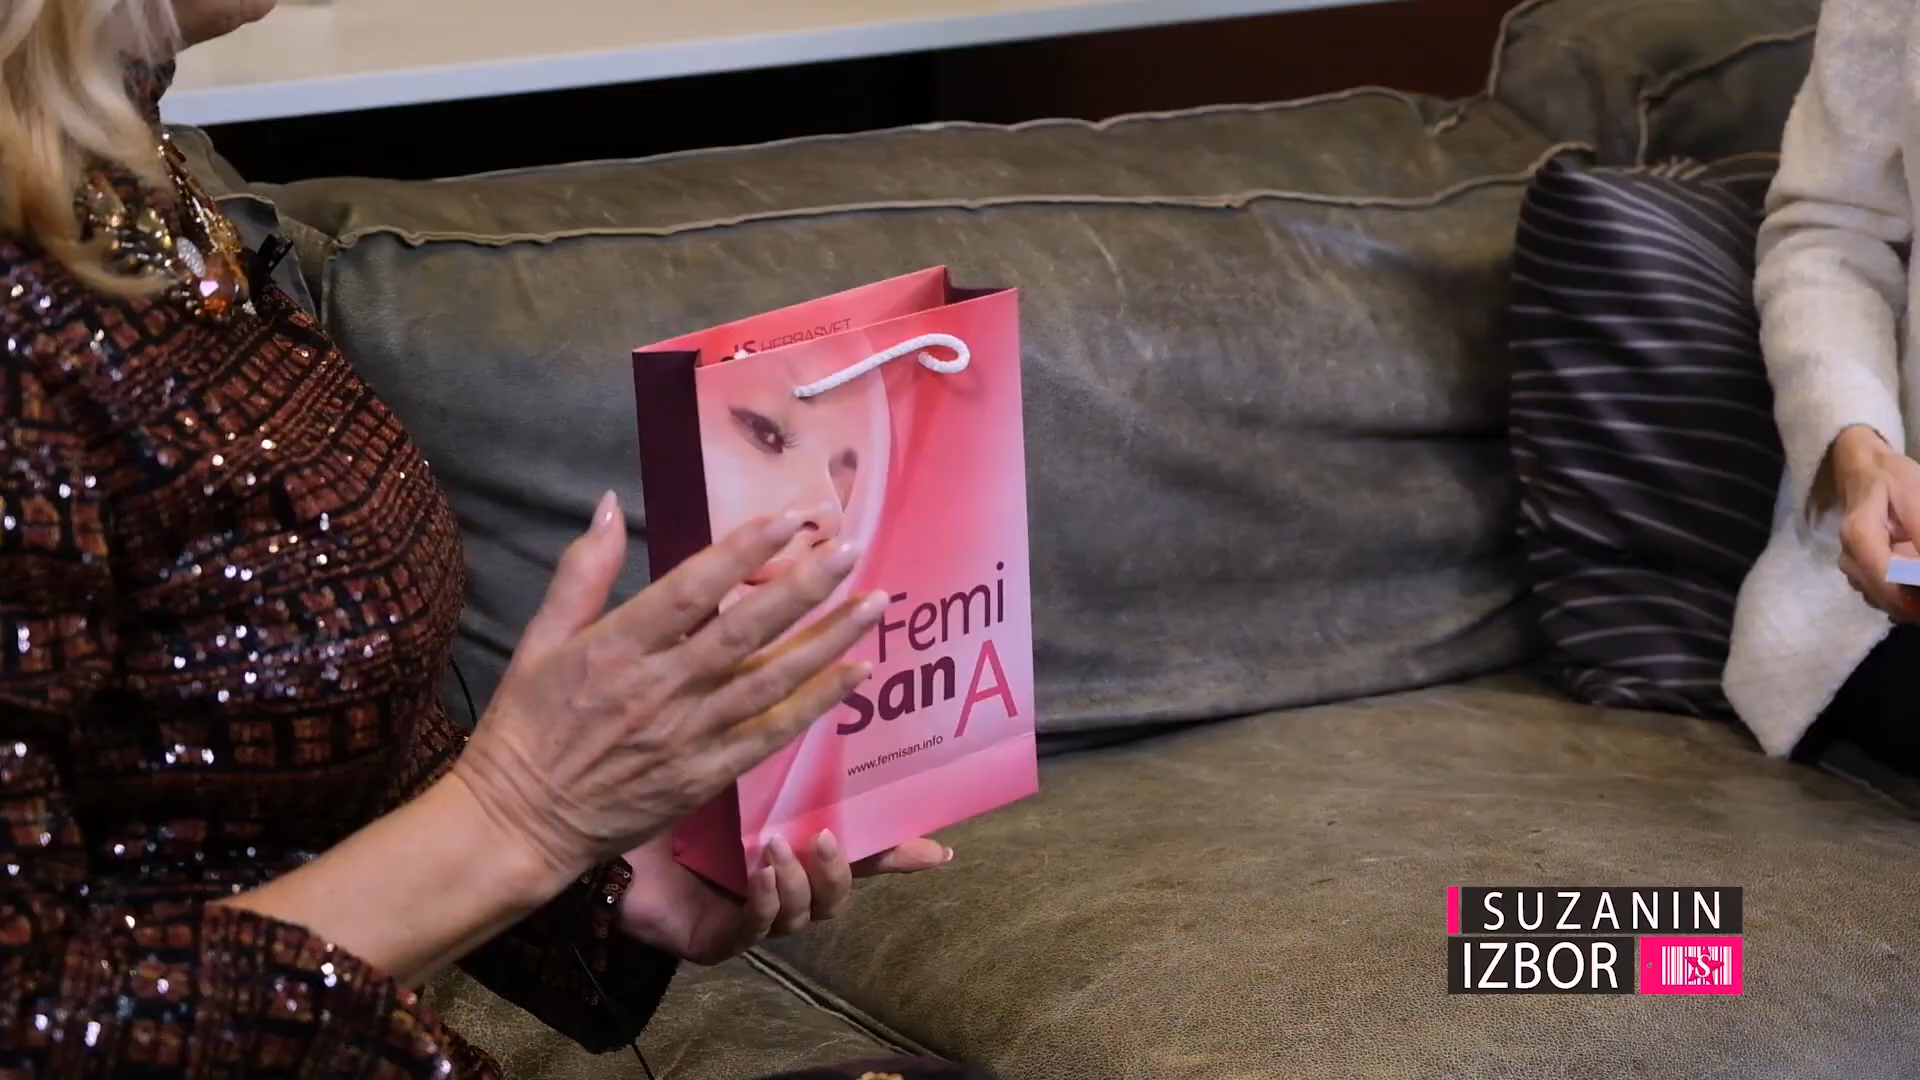 HERBASVET
Femi
San A
www.femisan.info
SUZANIN
IZBOR